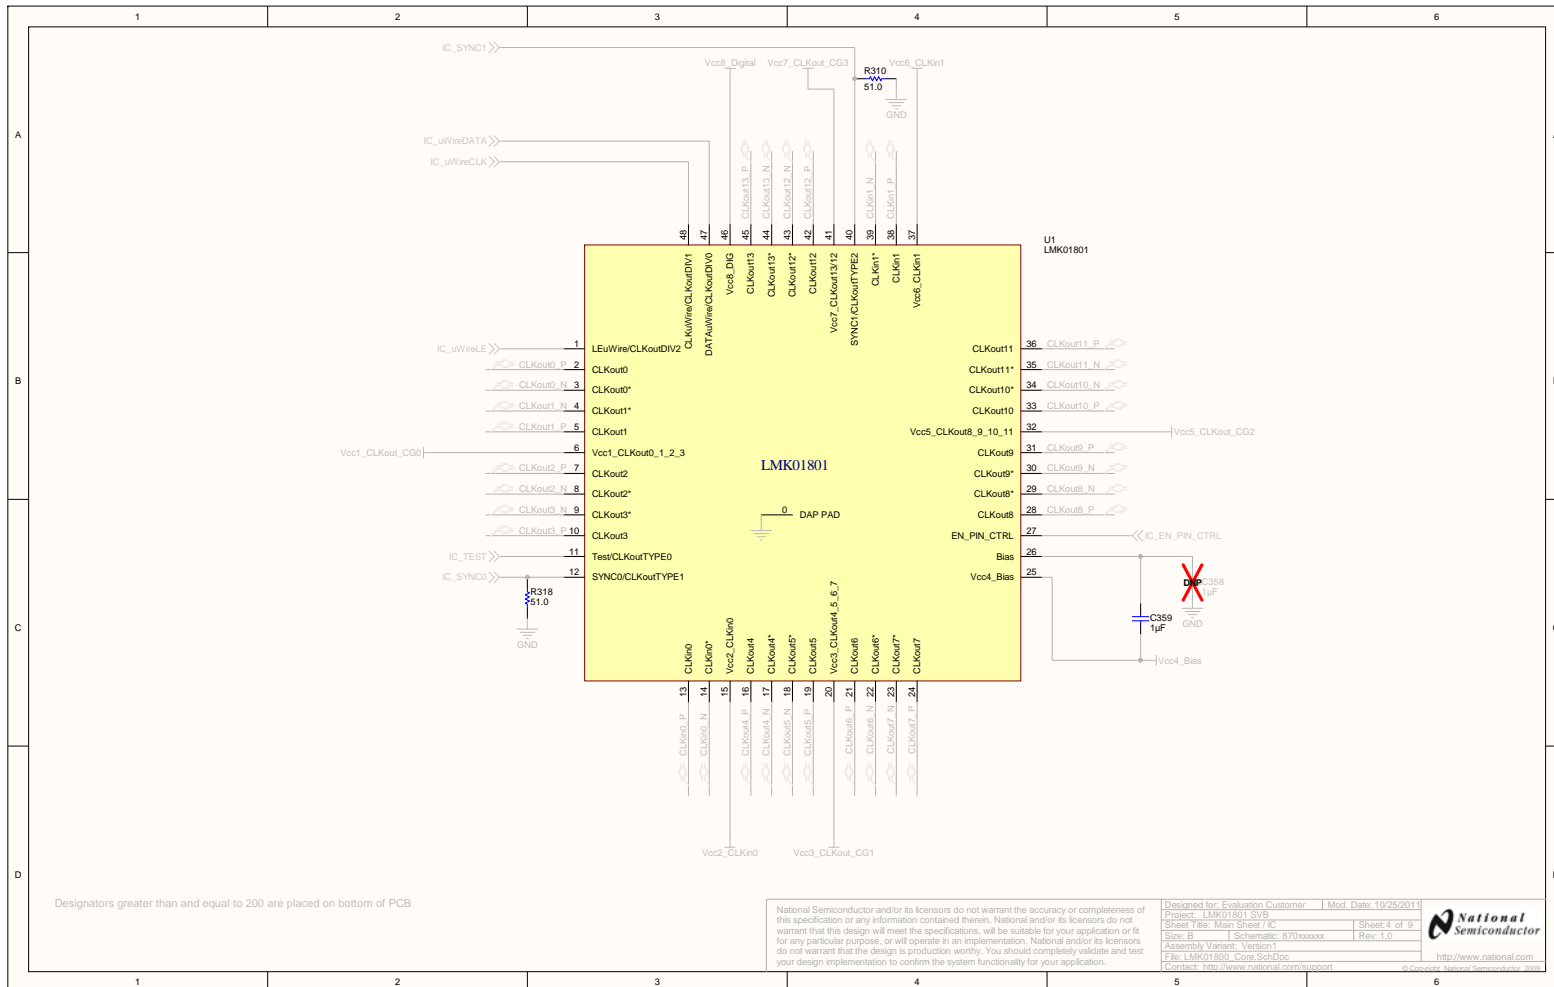 1 2 3 4 5 6
IC_SYNC1
Vcc8_Digital Vcc7_CLKout_CG3 Vcc6_CLKin1
R310
51.0
GND
A
IC_uWireDATA
IC_uWireCLK
CLKout13_P CLKout13_N CLKout12_N CLKout12_P CLKin1_N CLKin1_P
48 47 46 45 44 43 42 41 40 39 38 37
U1
LMK01801
CLKuWire/CLKoutDIV1
DATAuWire/CLKoutDIV0
Vcc8_DIG
CLKout13
CLKout13*
CLKout12*
CLKout12
Vcc7_CLKout13/12
SYNC1/CLKoutTYPE2
CLKin1*
CLKin1
Vcc6_CLKin1
B
IC_uWireLE 1 LEuWire/CLKoutDIV2
CLKout0_P 2 CLKout0
CLKout0_N 3 CLKout0*
CLKout1_N 4 CLKout1*
CLKout1_P 5 CLKout1
Vcc1_CLKout_CG0 6 Vcc1_CLKout0_1_2_3
CLKout2_P 7 CLKout2
CLKout2_N 8 CLKout2*
CLKout3_N 9 CLKout3*
CLKout3_P 10 CLKout3
IC_TEST 11 Test/CLKoutTYPE0
IC_SYNC0 12 SYNC0/CLKoutTYPE1
R318
51.0
GND
LMK01801
0 DAP PAD
CLKout11 36 CLKout11_P
CLKout11* 35 CLKout11_N
CLKout10* 34 CLKout10_N
CLKout10 33 CLKout10_P
Vcc5_CLKout8_9_10_11 32 Vcc5_CLKout_CG2
CLKout9 31 CLKout9_P
CLKout9* 30 CLKout9_N
CLKout8* 29 CLKout8_N
CLKout8 28 CLKout8_P
EN_PIN_CTRL 27 IC_EN_PIN_CTRL
Bias 26
Vcc4_Bias 25
DNP C358
1µF
GND
C359
1µF
Vcc4_Bias
C
CLKin0
CLKin0*
Vcc2_CLKin0
CLKout4
CLKout4*
CLKout5*
CLKout5
Vcc3_CLKout4_5_6_7
CLKout6
CLKout6*
CLKout7*
CLKout7
13 14 15 16 17 18 19 20 21 22 23 24
CLKin0_P CLKin0_N CLKout4_P CLKout4_N CLKout5_N CLKout5_P CLKout6_P CLKout6_N CLKout7_N CLKout7_P
Vcc2_CLKin0 Vcc3_CLKout_CG1
D
Designators greater than and equal to 200 are placed on bottom of PCB
National Semiconductor and/or its licensors do not warrant the accuracy or completeness of
this specification or any information contained therein. National and/or its licensors do not
warrant that this design will meet the specifications, will be suitable for your application or fit
for any particular purpose, or will operate in an implementation. National and/or its licensors
do not warrant that the design is production worthy. You should completely validate and test
your design implementation to confirm the system functionality for your application.
Designed for: Evaluation Customer Mod. Date: 10/25/2011
Project: LMK01801 SVB
Sheet Title: Main Sheet / IC Sheet:4 of 9
Size: B Schematic: 870xxxxxx Rev: 1.0
Assembly Variant: Version1
File: LMK01800_Core.SchDoc
Contact: http://www.national.com/support
National
Semiconductor
http://www.national.com
© Copyright, National Semiconductor, 2009
1 2 3 4 5 6